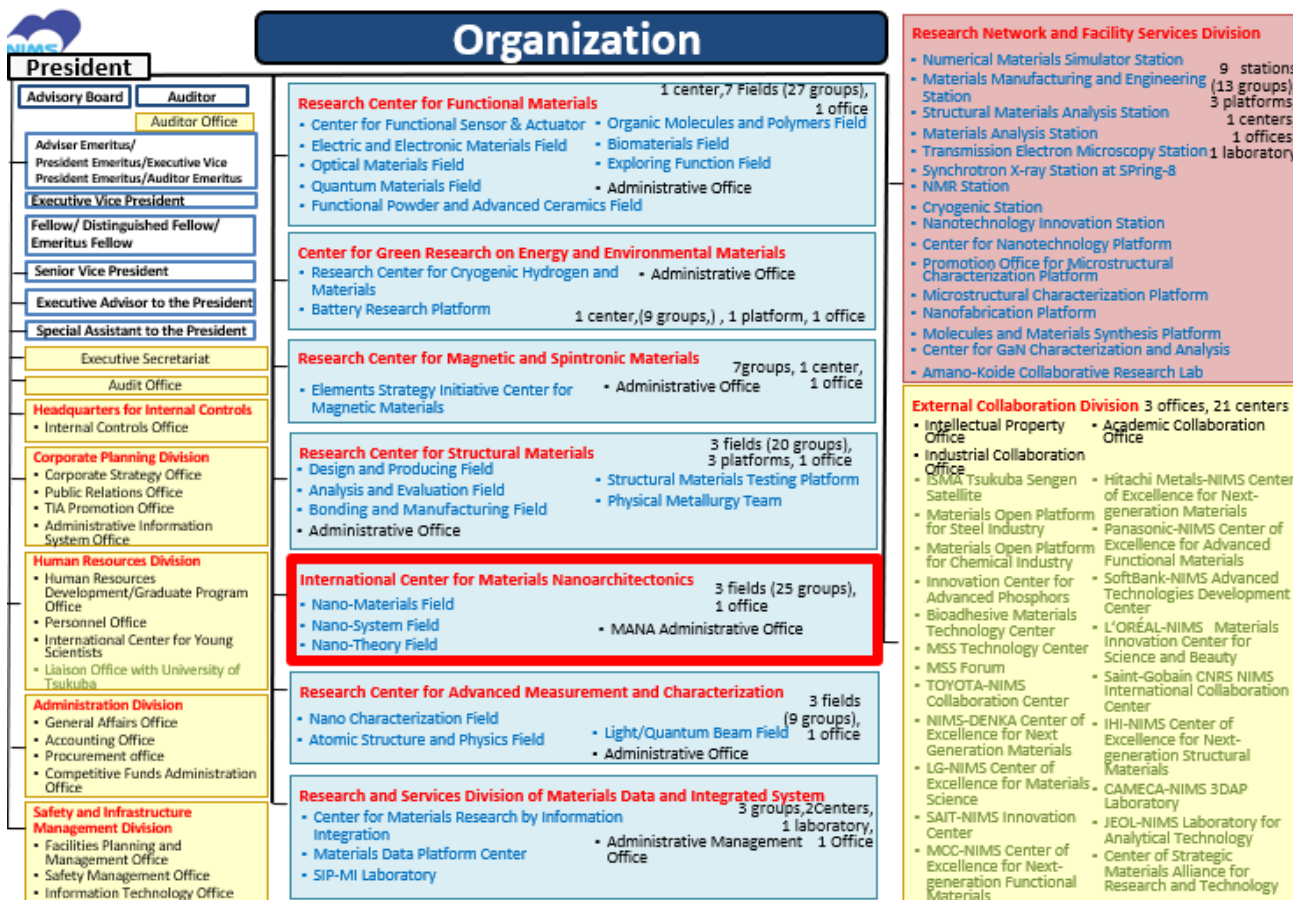 NIMS
Organization
President
Advisory Board
Auditor
Auditor Office
Adviser Emeritus/
President Emeritus/Executive Vice
President Emeritus/Auditor Emeritus
Executive Vice President
Fellow/ Distinguished Fellow/
Emeritus Fellow
Senior Vice President
Executive Advisor to the President
Special Assistant to the President
Executive Secretariat
Audit Office
Headquarters for Internal Controls
▪ Internal Controls Office
Corporate Planning Division
▪ Corporate Strategy Office
▪ Public Relations Office
▪ TIA Promotion Office
▪ Administrative Information
System Office
Human Resources Division
▪ Human Resources
Development/Graduate Program
Office
▪ Personnel Office
▪ International Center for Young
Scientists
▪ Liaison Office with University of
Tsukuba
Administration Division
▪ General Affairs Office
▪ Accounting Office
▪ Procurement office
▪ Competitive Funds Administration
Office
Safety and Infrastructure
Management Division
▪ Facilities Planning and
Management Office
▪ Safety Management Office
▪ Information Technology Office
Research Center for Functional Materials
1 center,7 Fields (27 groups),
1 office
▪ Center for Functional Sensor & Actuator
▪ Electric and Electronic Materials Field
▪ Optical Materials Field
▪ Quantum Materials Field
▪ Functional Powder and Advanced Ceramics Field
▪ Organic Molecules and Polymers Field
▪ Biomaterials Field
▪ Exploring Function Field
▪ Administrative Office
Center for Green Research on Energy and Environmental Materials
▪ Research Center for Cryogenic Hydrogen and
Materials
▪ Battery Research Platform
▪ Administrative Office
1 center,(9 groups,) , 1 platform, 1 office
Research Center for Magnetic and Spintronic Materials
7groups, 1 center,
1 office
▪ Elements Strategy Initiative Center for
Magnetic Materials
▪ Administrative Office
Research Center for Structural Materials
3 fields (20 groups),
3 platforms, 1 office
▪ Design and Producing Field
▪ Analysis and Evaluation Field
▪ Bonding and Manufacturing Field
▪ Administrative Office
▪ Structural Materials Testing Platform
▪ Physical Metallurgy Team
International Center for Materials Nanoarchitectonics
3 fields (25 groups),
1 office
▪ Nano-Materials Field
▪ Nano-System Field
▪ Nano-Theory Field
▪ MANA Administrative Office
Research Center for Advanced Measurement and Characterization
3 fields
(9 groups),
1 office
▪ Nano Characterization Field
▪ Atomic Structure and Physics Field
▪ Light/Quantum Beam Field
▪ Administrative Office
Research and Services Division of Materials Data and Integrated System
3 groups,2Centers,
1 laboratory,
1 Office
▪ Center for Materials Research by Information
Integration
▪ Materials Data Platform Center
▪ SIP-MI Laboratory
▪ Administrative Management
Office
Research Network and Facility Services Division
9 stations
(13 groups)
3 platforms
1 centers
1 offices
1 laboratory
▪ Numerical Materials Simulator Station
▪ Materials Manufacturing and Engineering
Station
▪ Structural Materials Analysis Station
▪ Materials Analysis Station
▪ Transmission Electron Microscopy Station
▪ Synchrotron X-ray Station at SPring-8
▪ NMR Station
▪ Cryogenic Station
▪ Nanotechnology Innovation Station
▪ Center for Nanotechnology Platform
▪ Promotion Office for Microstructural
Characterization Platform
▪ Microstructural Characterization Platform
▪ Nanofabrication Platform
▪ Molecules and Materials Synthesis Platform
▪ Center for GaN Characterization and Analysis
▪ Amano-Koide Collaborative Research Lab
External Collaboration Division 3 offices, 21 centers
▪ Intellectual Property
Office
▪ Industrial Collaboration
Office
▪ Academic Collaboration
Office
▪ ISMA Tsukuba Sengen
Satellite
▪ Materials Open Platform
for Steel Industry
▪ Materials Open Platform
for Chemical Industry
▪ Innovation Center for
Advanced Phosphors
▪ Bioadhesive Materials
Technology Center
▪ MSS Technology Center
▪ MSS Forum
▪ TOYOTA-NIMS
Collaboration Center
▪ NIMS-DENKA Center of
Excellence for Next
Generation Materials
▪ LG-NIMS Center of
Excellence for Materials
Science
▪ SAIT-NIMS Innovation
Center
▪ MCC-NIMS Center of
Excellence for Next-
generation Functional
Materials
▪ Hitachi Metals-NIMS Center
of Excellence for Next-
generation Materials
▪ Panasonic-NIMS Center of
Excellence for Advanced
Functional Materials
▪ SoftBank-NIMS Advanced
Technologies Development
Center
▪ L'ORÉAL-NIMS Materials
Innovation Center for
Science and Beauty
▪ Saint-Gobain CNRS NIMS
International Collaboration
Center
▪ IHI-NIMS Center of
Excellence for Next-
generation Structural
Materials
▪ CAMECA-NIMS 3DAP
Laboratory
▪ JEOL-NIMS Laboratory for
Analytical Technology
▪ Center of Strategic
Materials Alliance for
Research and Technology